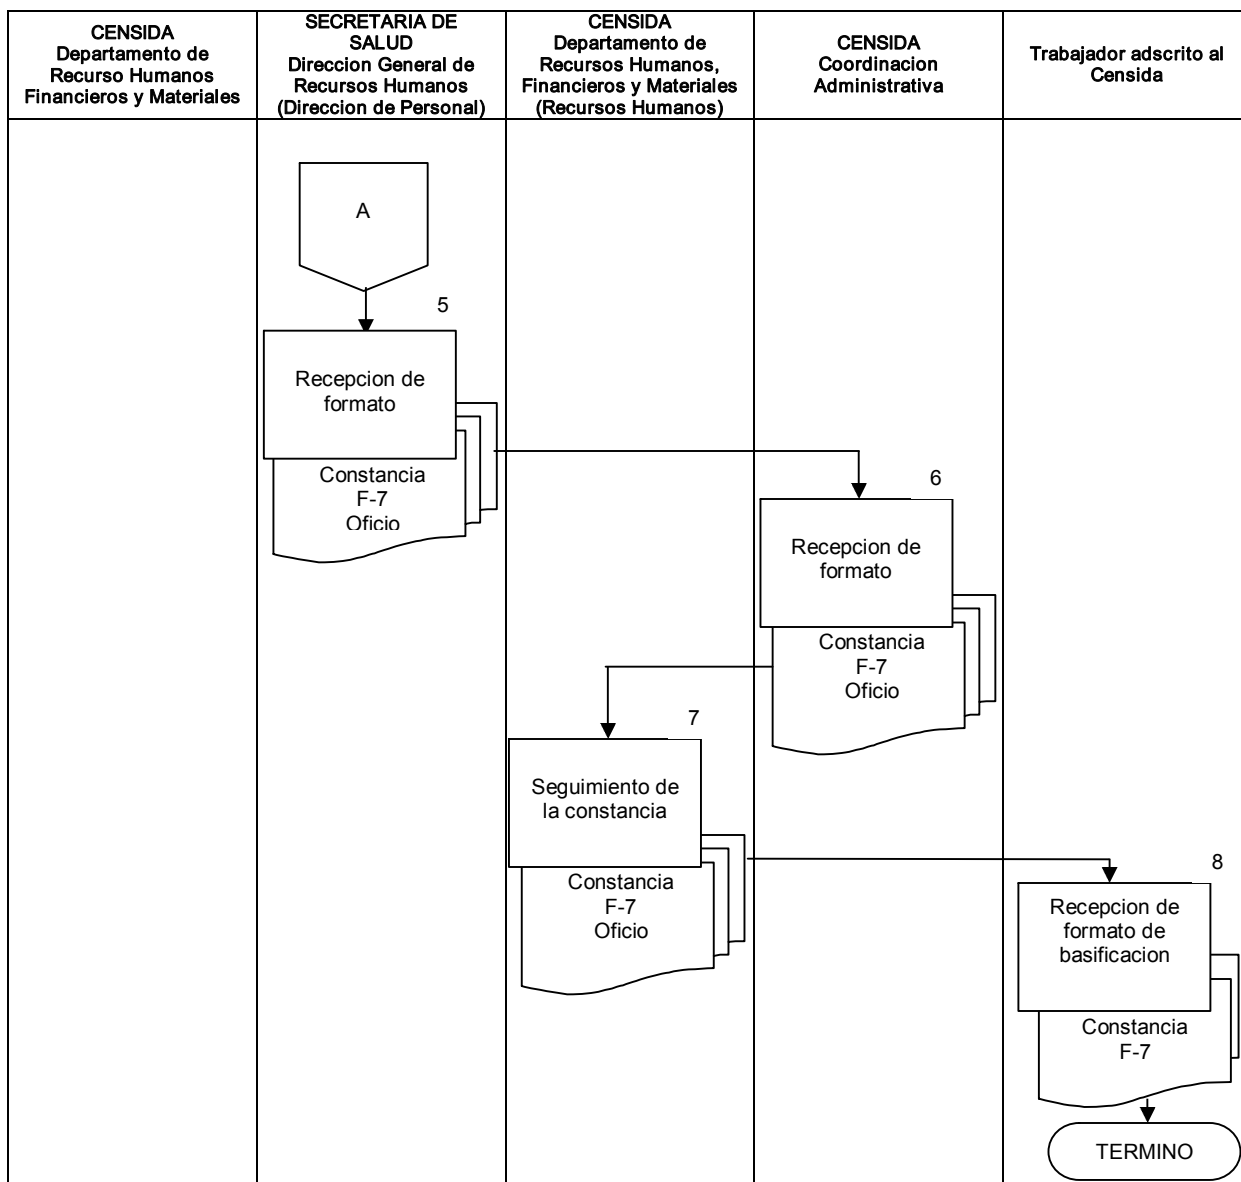 CENSIDA
Departamento de
Recurso Humanos
Financieros y Materiales
SECRETARIA DE
SALUD
Direccion General de
Recursos Humanos
(Direccion de Personal)
CENSIDA
Departamento de
Recursos Humanos,
Financieros y Materiales
(Recursos Humanos)
CENSIDA
Coordinacion
Administrativa
Trabajador adscrito al
Censida
A
5
Recepcion de
formato
Constancia
F-7
Oficio
6
Recepcion de
formato
Constancia
F-7
Oficio
7
Seguimiento de
la constancia
Constancia
F-7
Oficio
8
Recepcion de
formato de
basificacion
Constancia
F-7
TERMINO